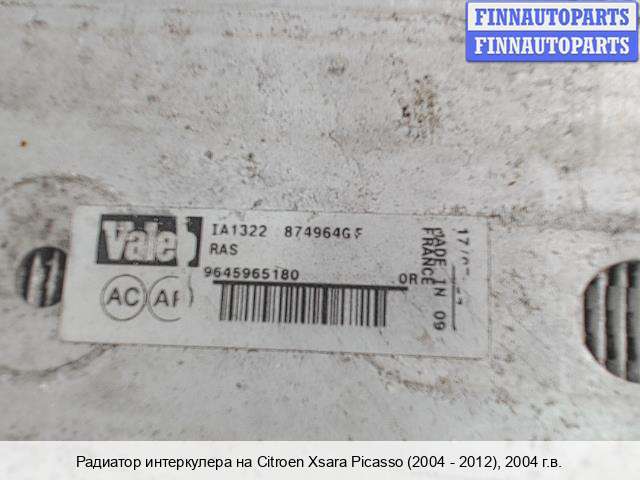 FINNAUTOPARTS
FINNAUTOPARTS
Valeo
IA1322 874964G
RAS
9645965180
OR
AC
MADE IN
FRANCE 09
Радиатор интеркулера на Citroen Xsara Picasso (2004 - 2012), 2004 г.в.